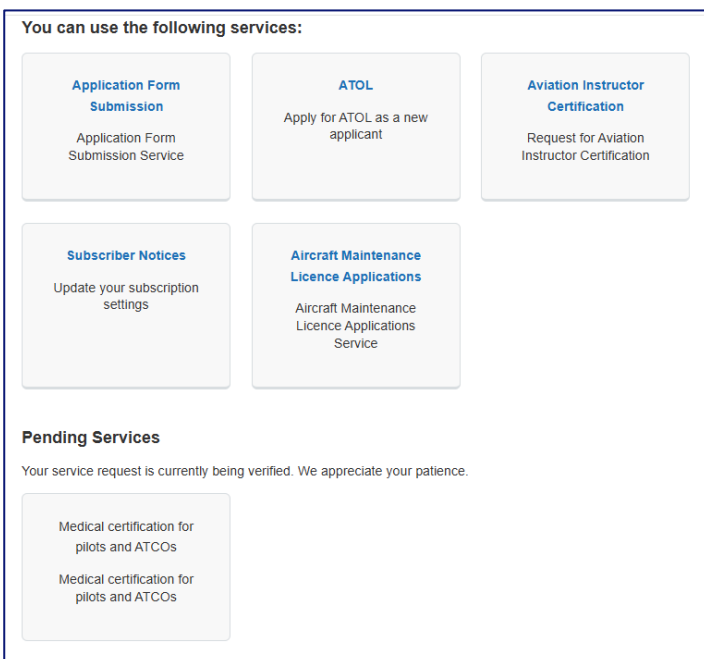 You can use the following services:
Application Form
Submission
Application Form
Submission Service
ATOL
Apply for ATOL as a new
applicant
Aviation Instructor
Certification
Request for Aviation
Instructor Certification
Subscriber Notices
Update your subscription
settings
Aircraft Maintenance
Licence Applications
Aircraft Maintenance
Licence Applications
Service
Pending Services
Your service request is currently being verified. We appreciate your patience.
Medical certification for
pilots and ATCOs
Medical certification for
pilots and ATCOs